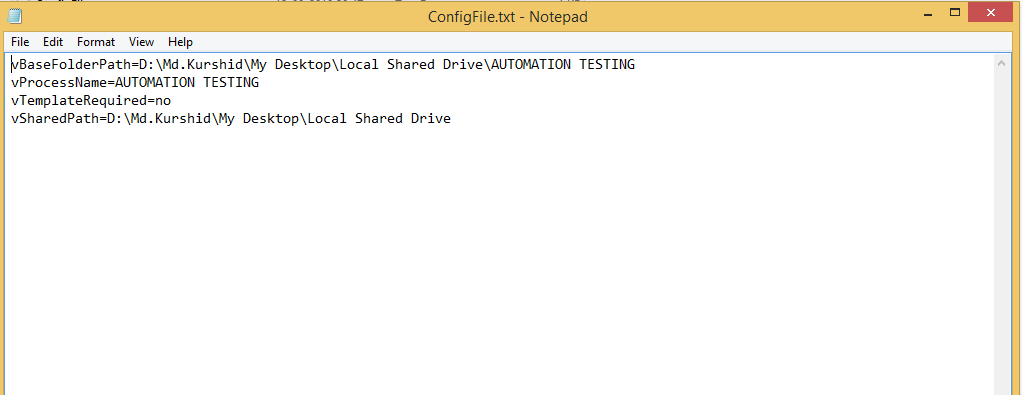 ConfigFile.txt - Notepad
File Edit Format View Help
vBaseFolderPath=D:\Md.Kurshid\My Desktop\Local Shared Drive\AUTOMATION TESTING
vProcessName=AUTOMATION TESTING
vTemplateRequired=no
vSharedPath=D:\Md.Kurshid\My Desktop\Local Shared Drive